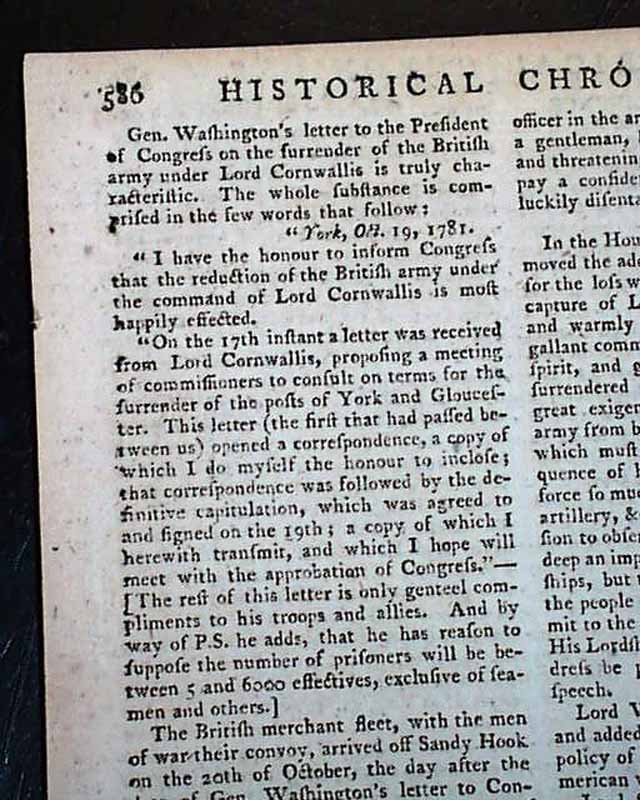 586 HISTORICAL CHRÓ
Gen. Waſhington's letter to the Preſident
of Congreſs on the ſurrender of the Britiſh
army under Lord Cornwallis is truly cha-
racteriſtic. The whole ſubſtance is com-
priſed in the few words that follow:
"York, Oct. 19, 1781.
"I have the honour to inform Congreſs
that the reduction of the Britiſh army under
the command of Lord Cornwallis is moſt
happily effected.
"On the 17th inſtant a letter was received
from Lord Cornwallis, propoſing a meeting
of commiſſioners to conſult on terms for the
ſurrender of the poſts of York and Glouceſ-
ter. This letter (the firſt that had paſſed be-
tween us) opened a correſpondence, a copy of
which I do myſelf the honour to incloſe;
that correſpondence was followed by the de-
finitive capitulation, which was agreed to
and ſigned on the 19th; a copy of which I
herewith tranſmit, and which I hope will
meet with the approbation of Congreſs."—
[The reſt of this letter is only genteel com-
pliments to his troops and allies. And by
way of P.S. he adds, that he has reaſon to
ſuppoſe the number of priſoners will be be-
tween 5 and 6000 effectives, excluſive of ſea-
men and others.]
The Britiſh merchant fleet, with the men
of war their convoy, arrived off Sandy Hook
on the 20th of October, the day after the
of Gen. Waſhington's letter to Con-
officer in the
a gentleman,
and threatenin
pay a confide
luckily diſent
In the Hou
moved the ad
for the loſs w
capture of L
and warmly
gallant comm
ſpirit, and g
ſurrendered
great exigen
army from b
which muſt
quence of
force ſo mu
artillery, &
ſion to obſe
deep an imp
ſhips, but
the people
mit to the
His Lordſh
dreſs be
ſpeech.
Lord
and added
policy of
merican